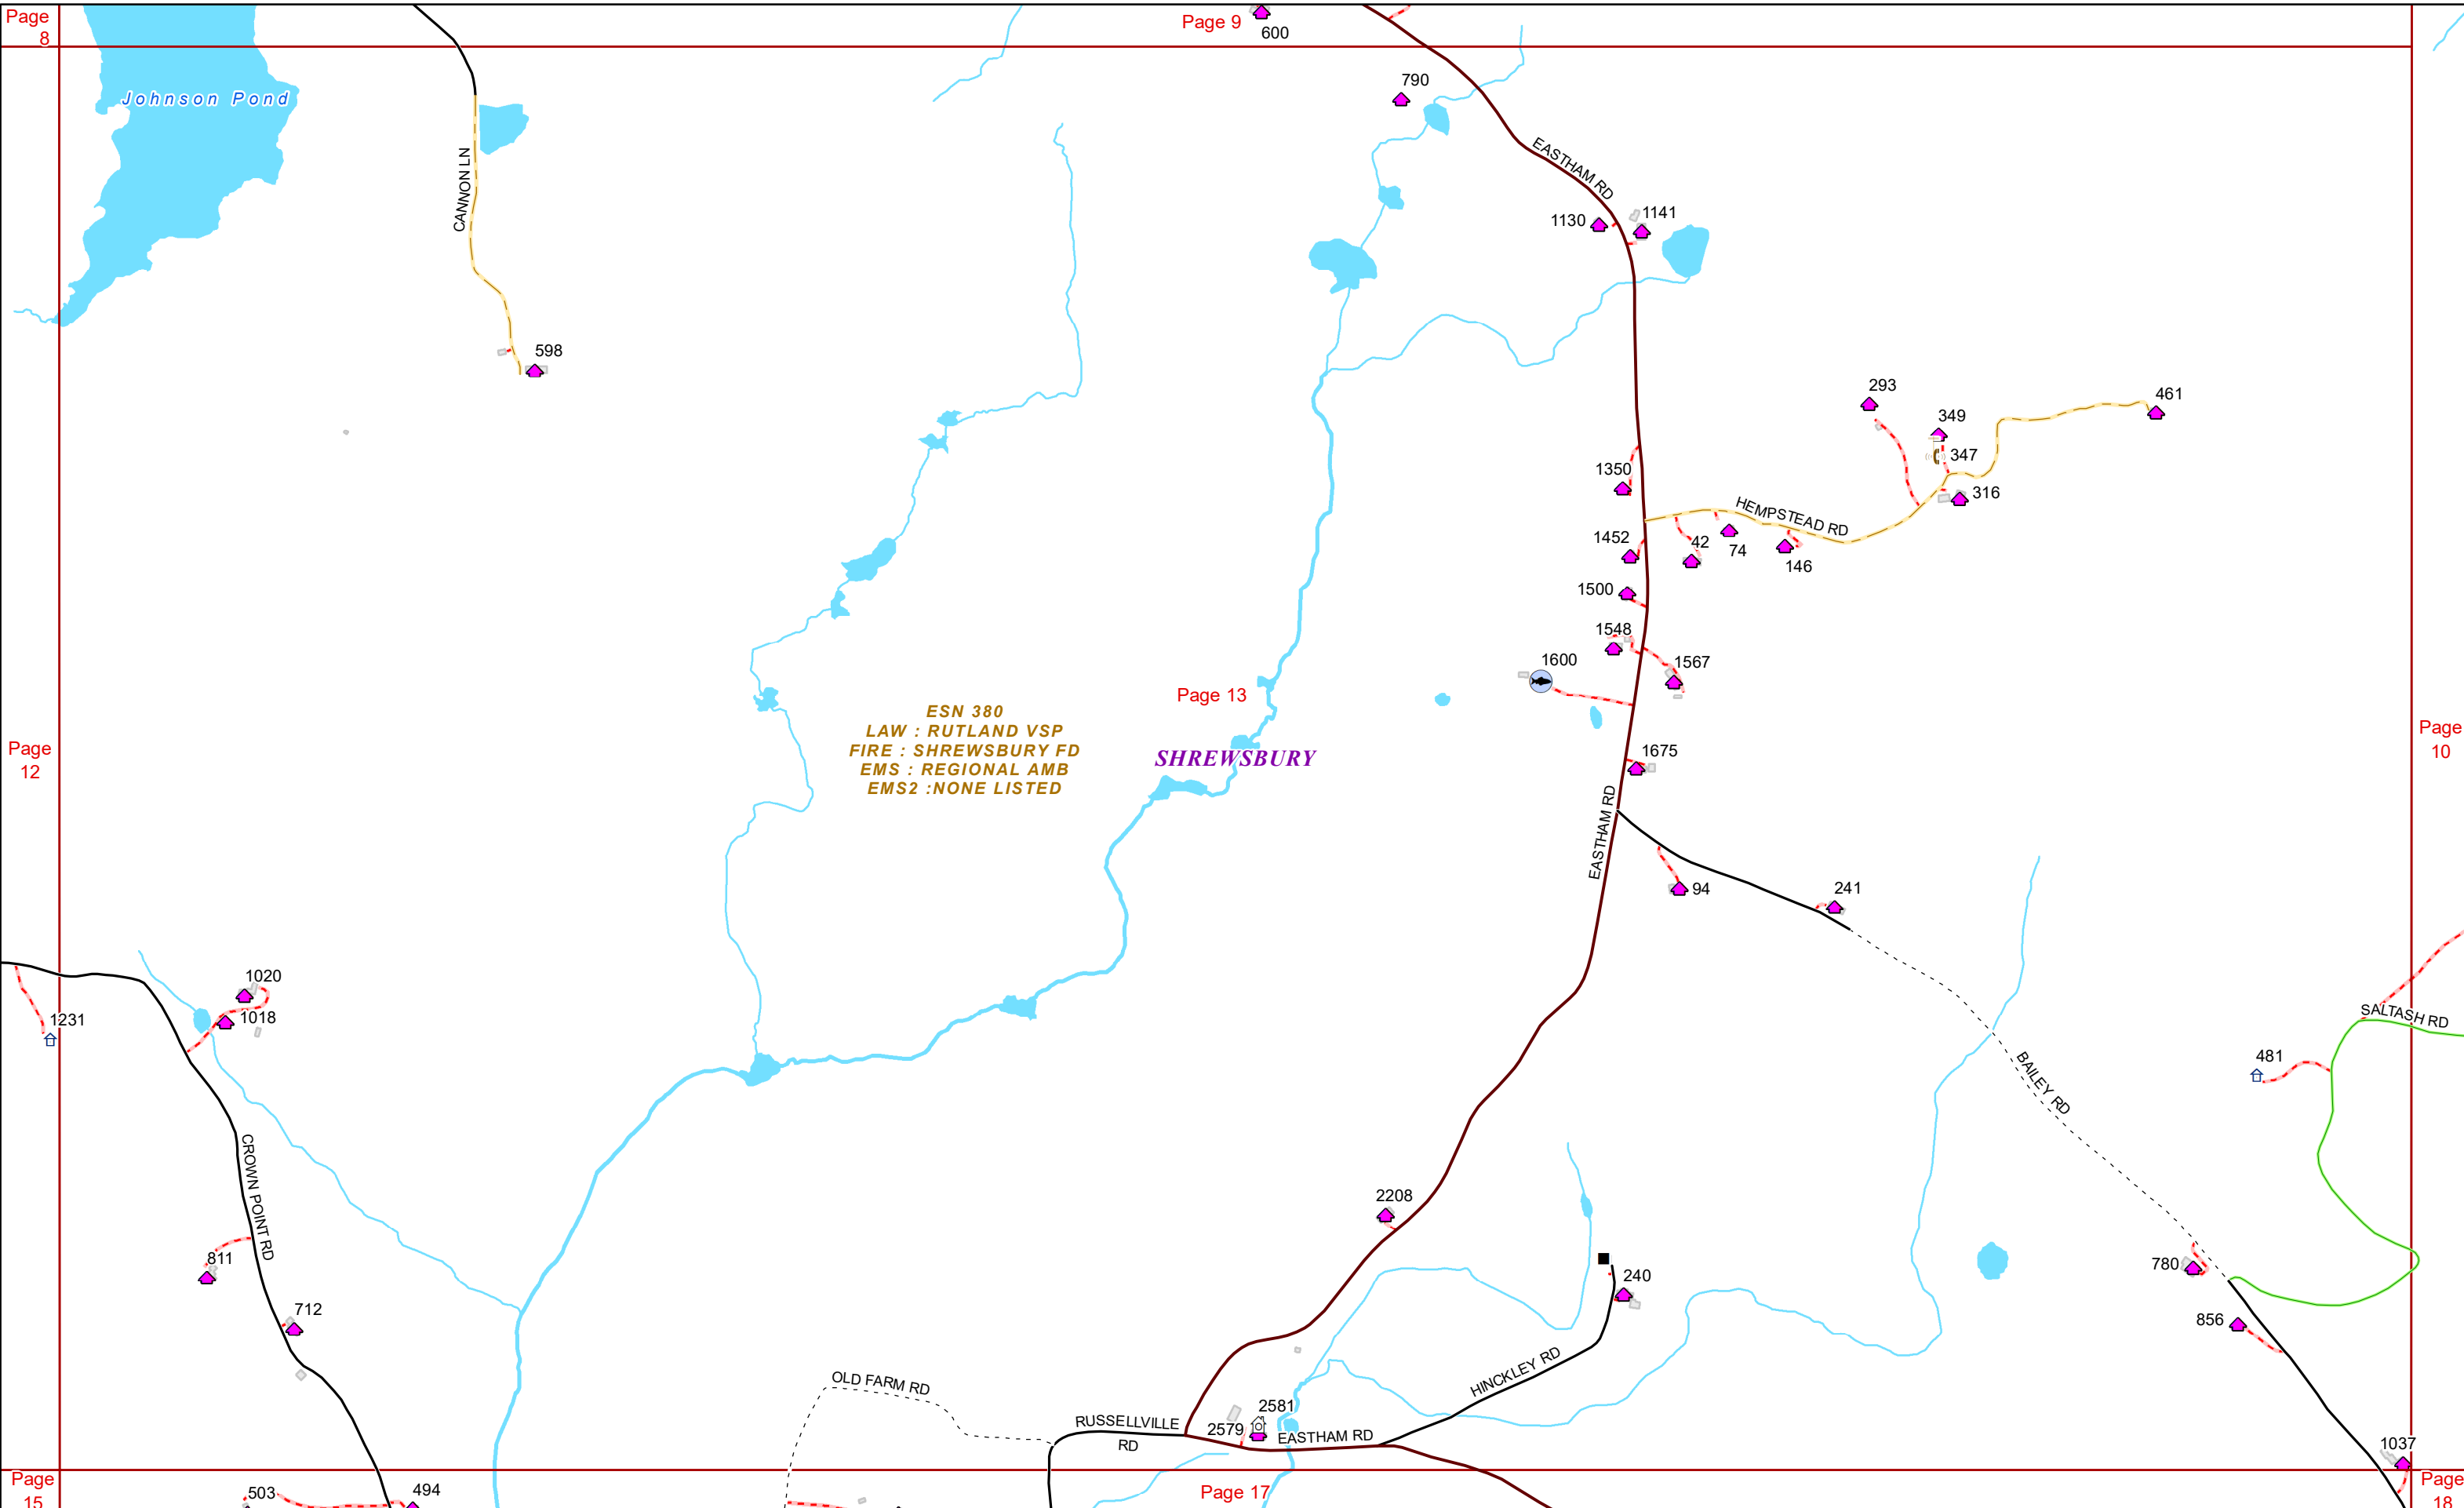 Page
8
Page 9
600
790
Johnson Pond
CANNON LN
EASTHAM RD
1130
1141
598
293
461
349
347
1350
316
HEMPSTEAD RD
1452
42
74
146
1500
1548
1567
1600
Page 13
ESN 380
LAW : RUTLAND VSP
FIRE : SHREWSBURY FD
EMS : REGIONAL AMB
EMS2 :NONE LISTED
SHREWSBURY
Page
12
Page
10
1675
EASTHAM RD
94
241
1020
1018
1231
SALTASH RD
481
BAILEY RD
CROWN POINT RD
2208
811
780
240
712
856
HINCKLEY RD
OLD FARM RD
RUSSELLVILLE
RD
2581
2579
EASTHAM RD
1037
Page
15
503
494
Page 17
Page
18